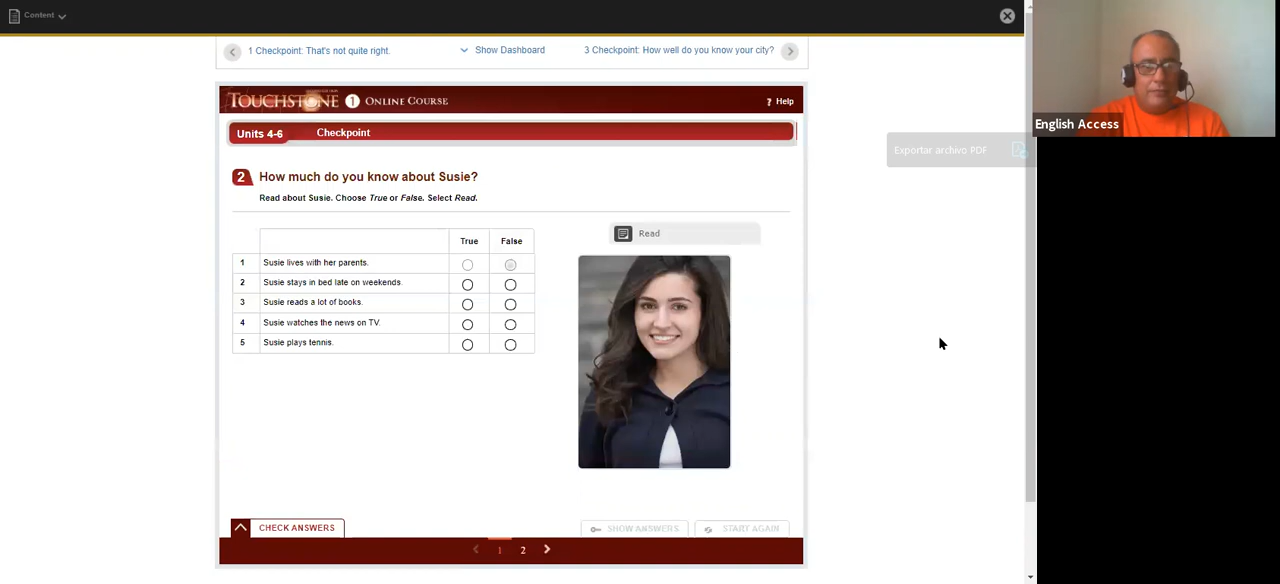 Content
1 Checkpoint: That's not quite right.
Show Dashboard
3 Checkpoint: How well do you know your city?
TOUCHSTONE 1 ONLINE COURSE
? Help
Units 4-6 Checkpoint
English Access
Exportar archivo PDF
2 How much do you know about Susie?
Read about Susie. Choose True or False. Select Read.
Read
True False
1 Susie lives with her parents.
2 Susie stays in bed late on weekends.
3 Susie reads a lot of books.
4 Susie watches the news on TV.
5 Susie plays tennis.
CHECK ANSWERS
SHOW ANSWERS
START AGAIN
1 2